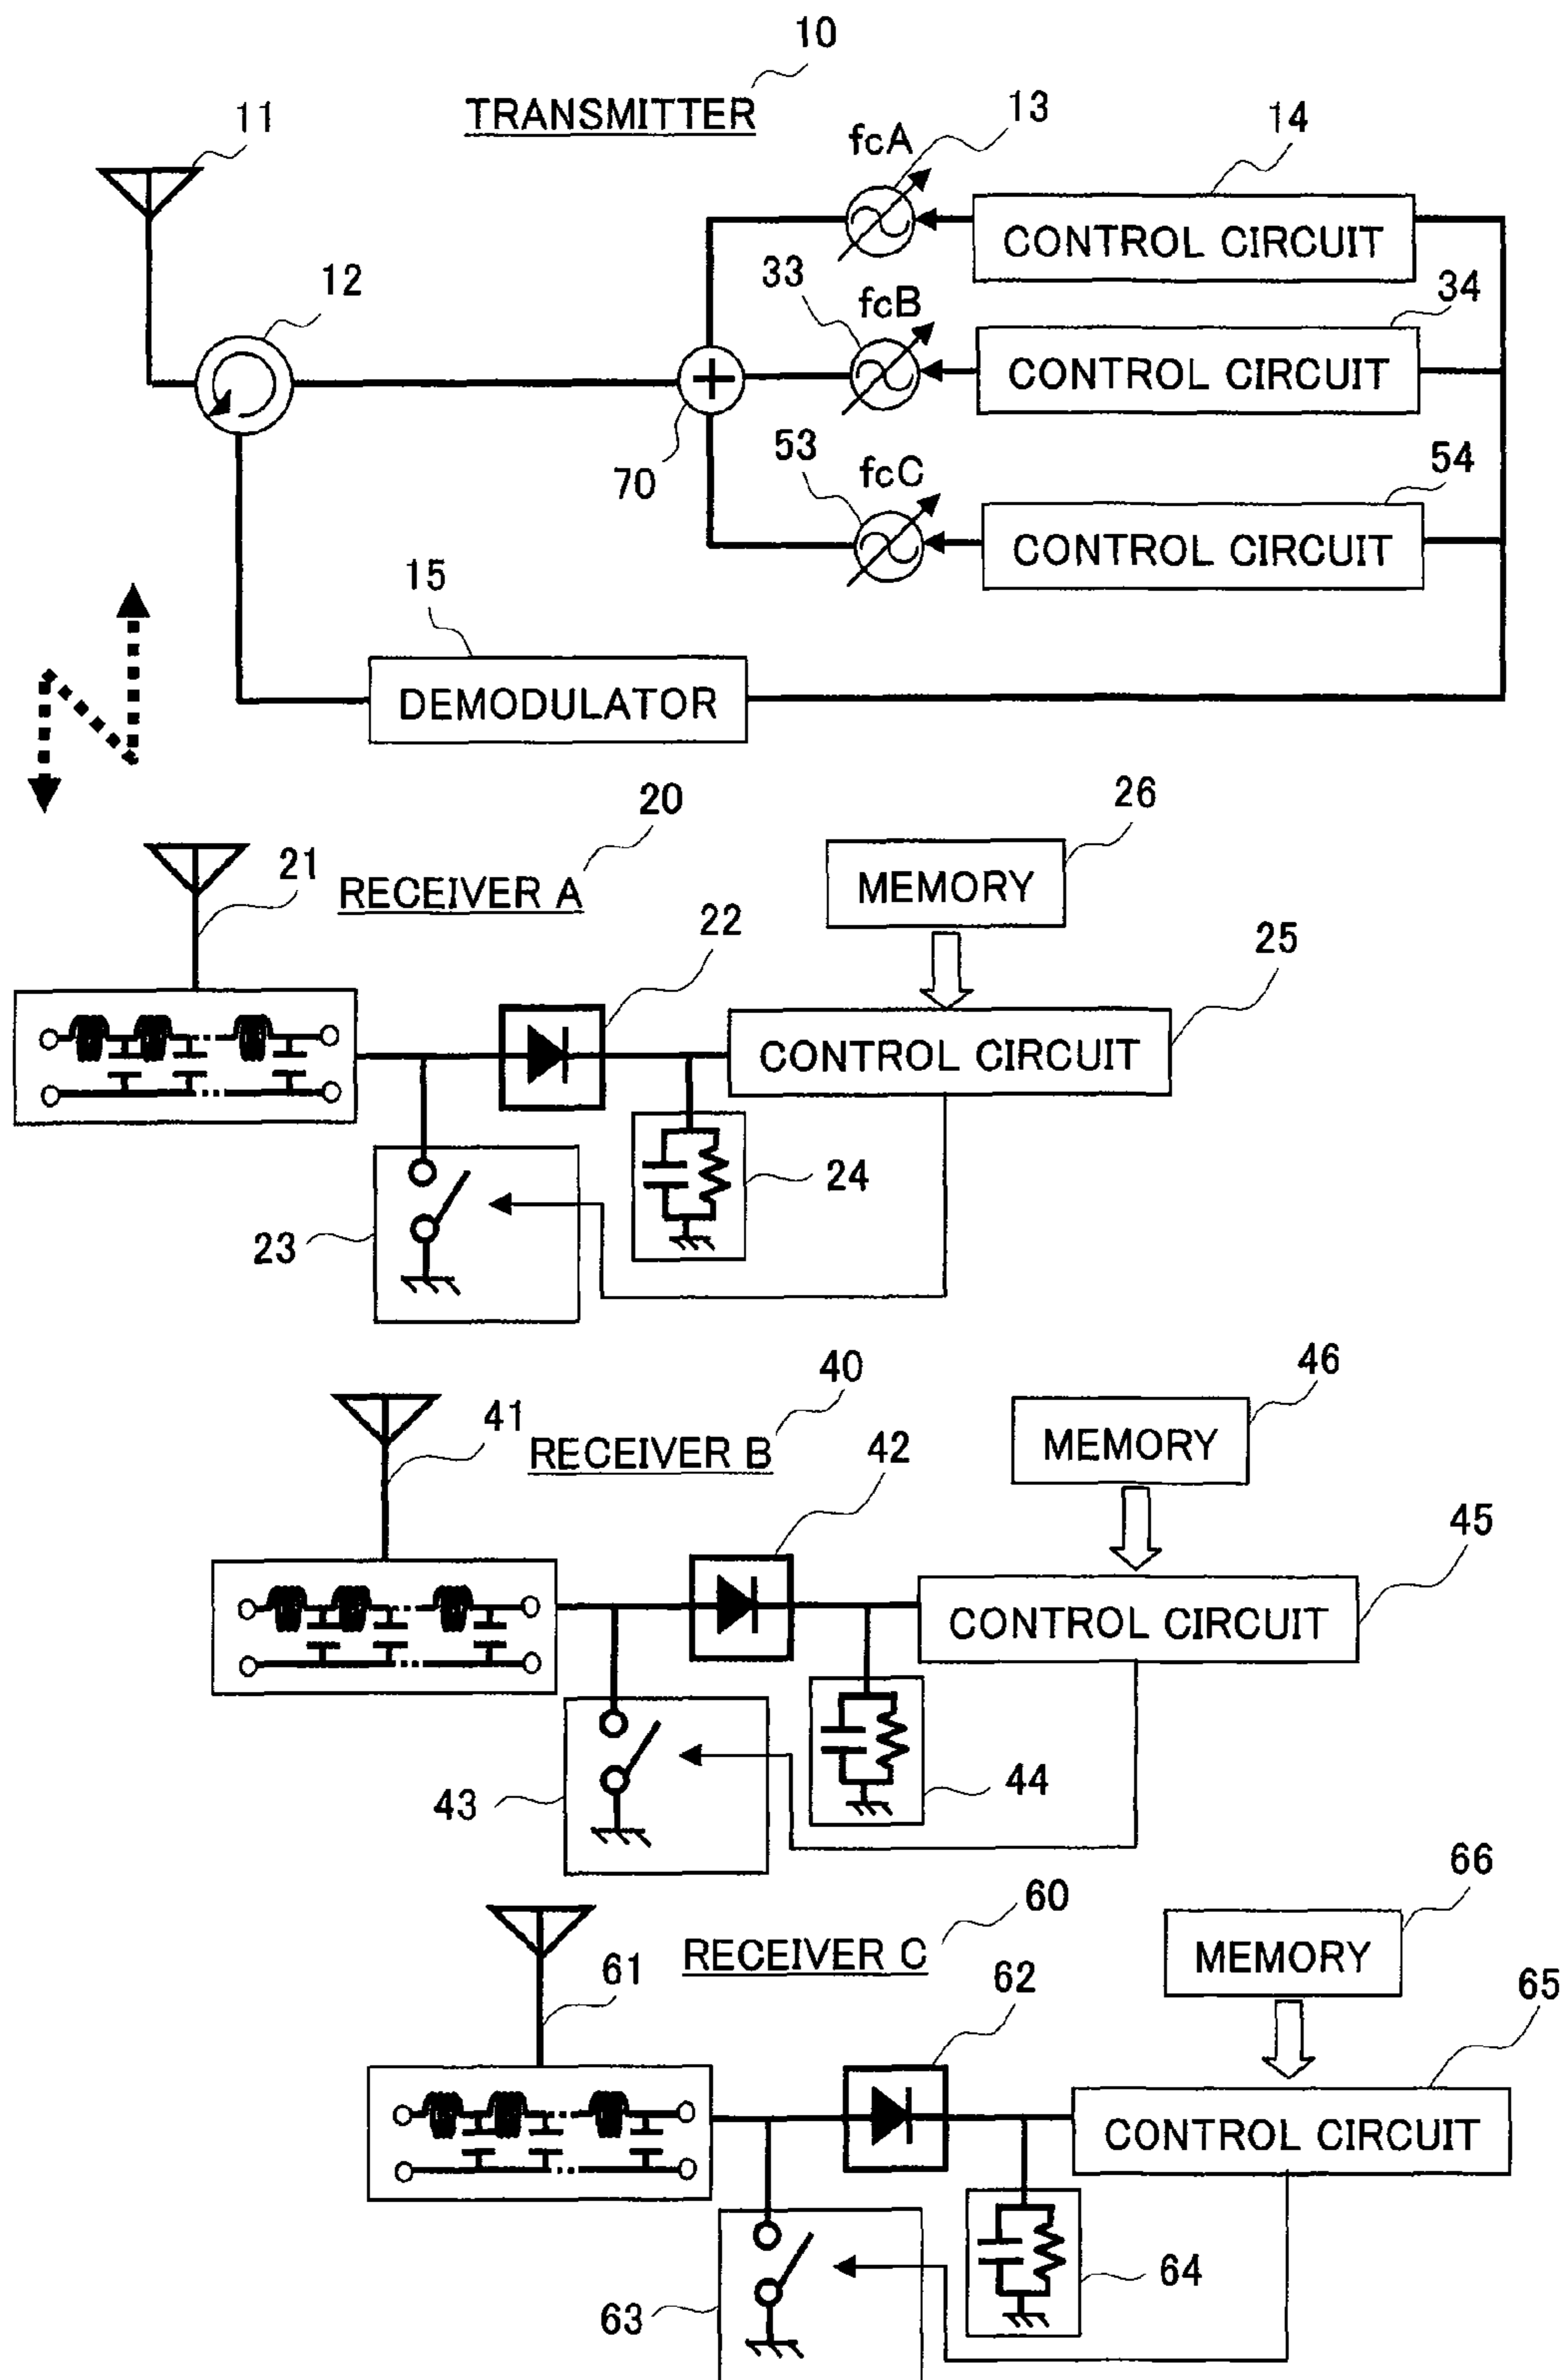 10
TRANSMITTER
11
fcA
13
14
CONTROL CIRCUIT
12
33
fcB
34
CONTROL CIRCUIT
70
53
fcC
54
CONTROL CIRCUIT
15
DEMODULATOR
20
21
RECEIVER A
22
26
MEMORY
25
CONTROL CIRCUIT
24
23
40
41
RECEIVER B
42
46
MEMORY
45
CONTROL CIRCUIT
44
43
60
61
RECEIVER C
62
66
MEMORY
65
CONTROL CIRCUIT
64
63